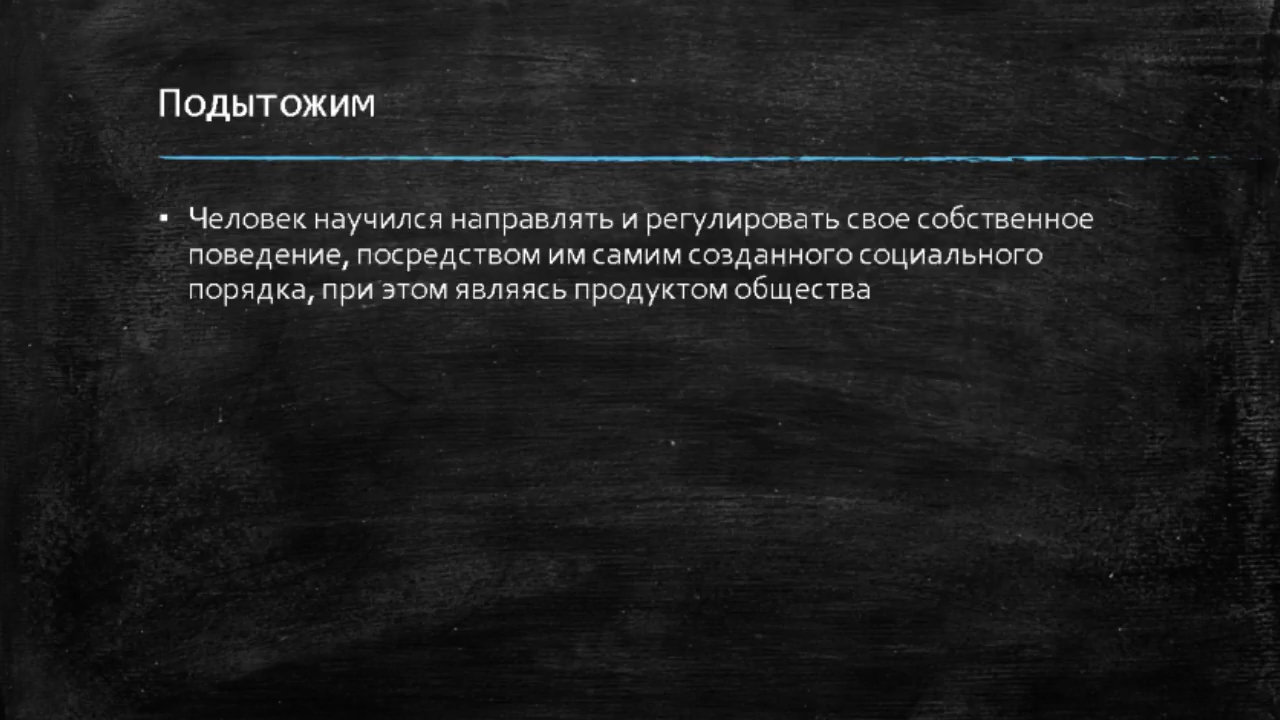 Подытожим
▪ Человек научился направлять и регулировать свое собственное
поведение, посредством им самим созданного социального
порядка, при этом являясь продуктом общества